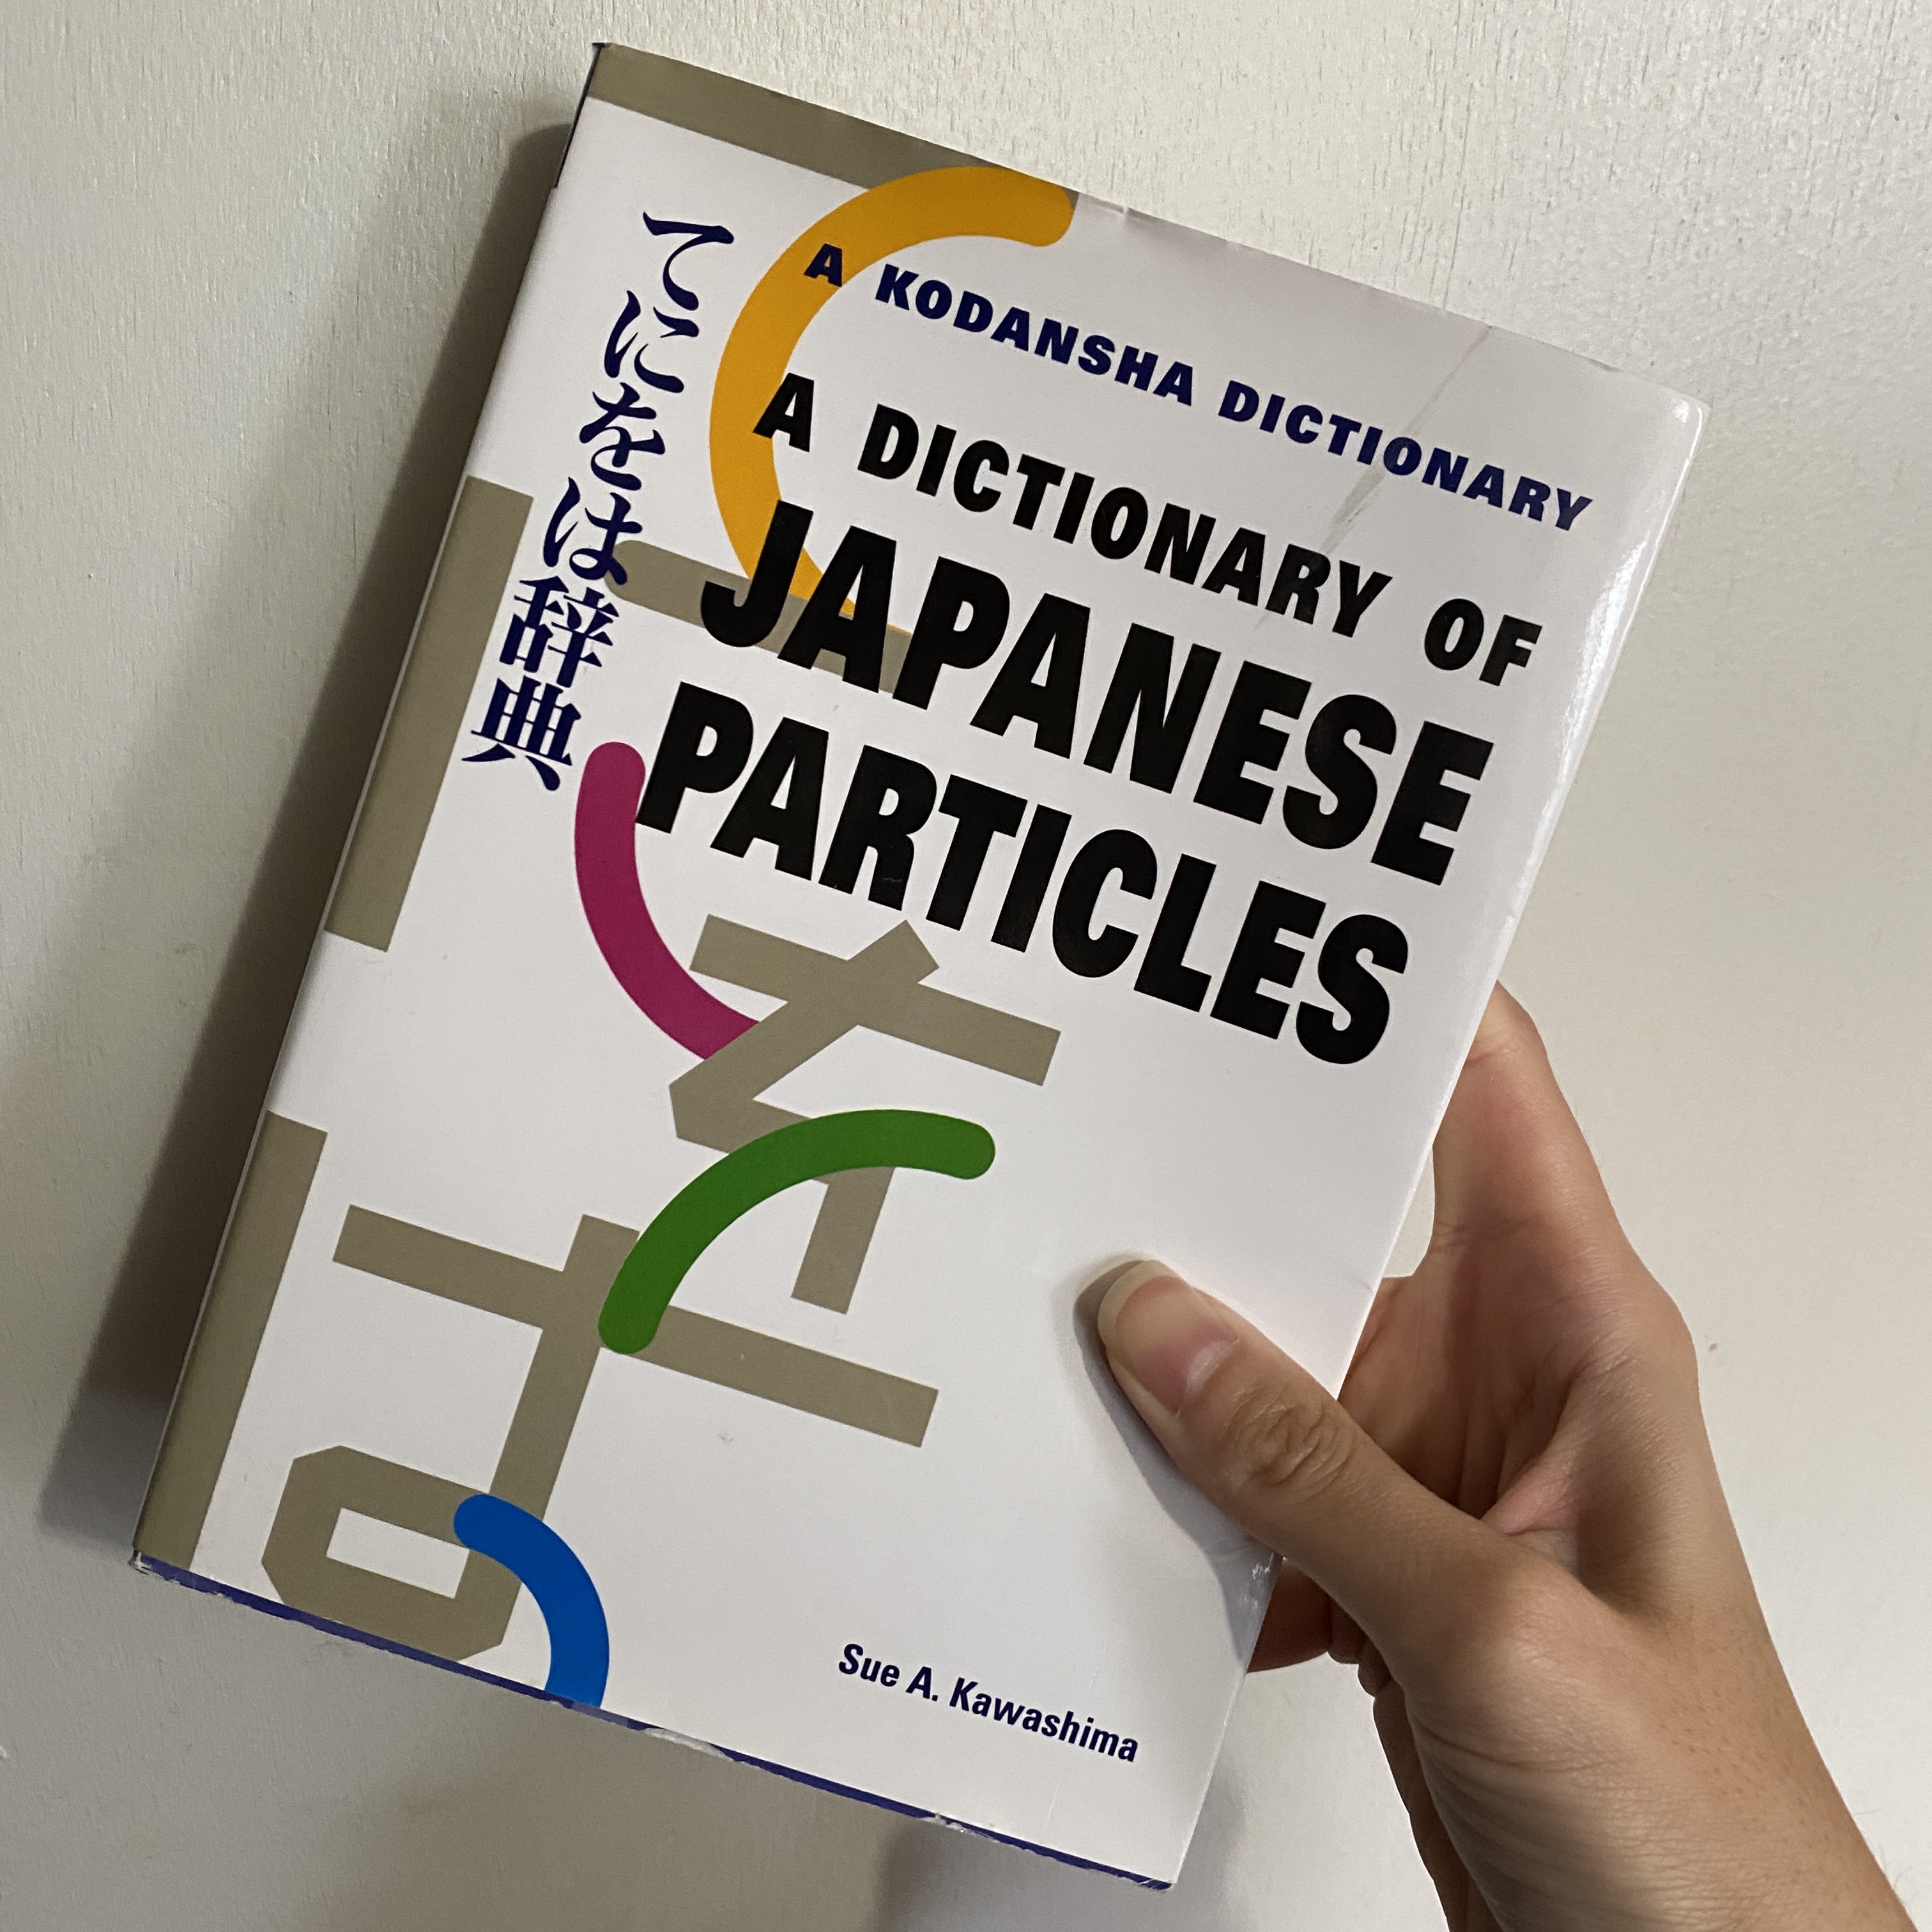 A KODANSHA DICTIONARY
A DICTIONARY OF
JAPANESE
PARTICLES
てにをは辞典
Sue A. Kawashima